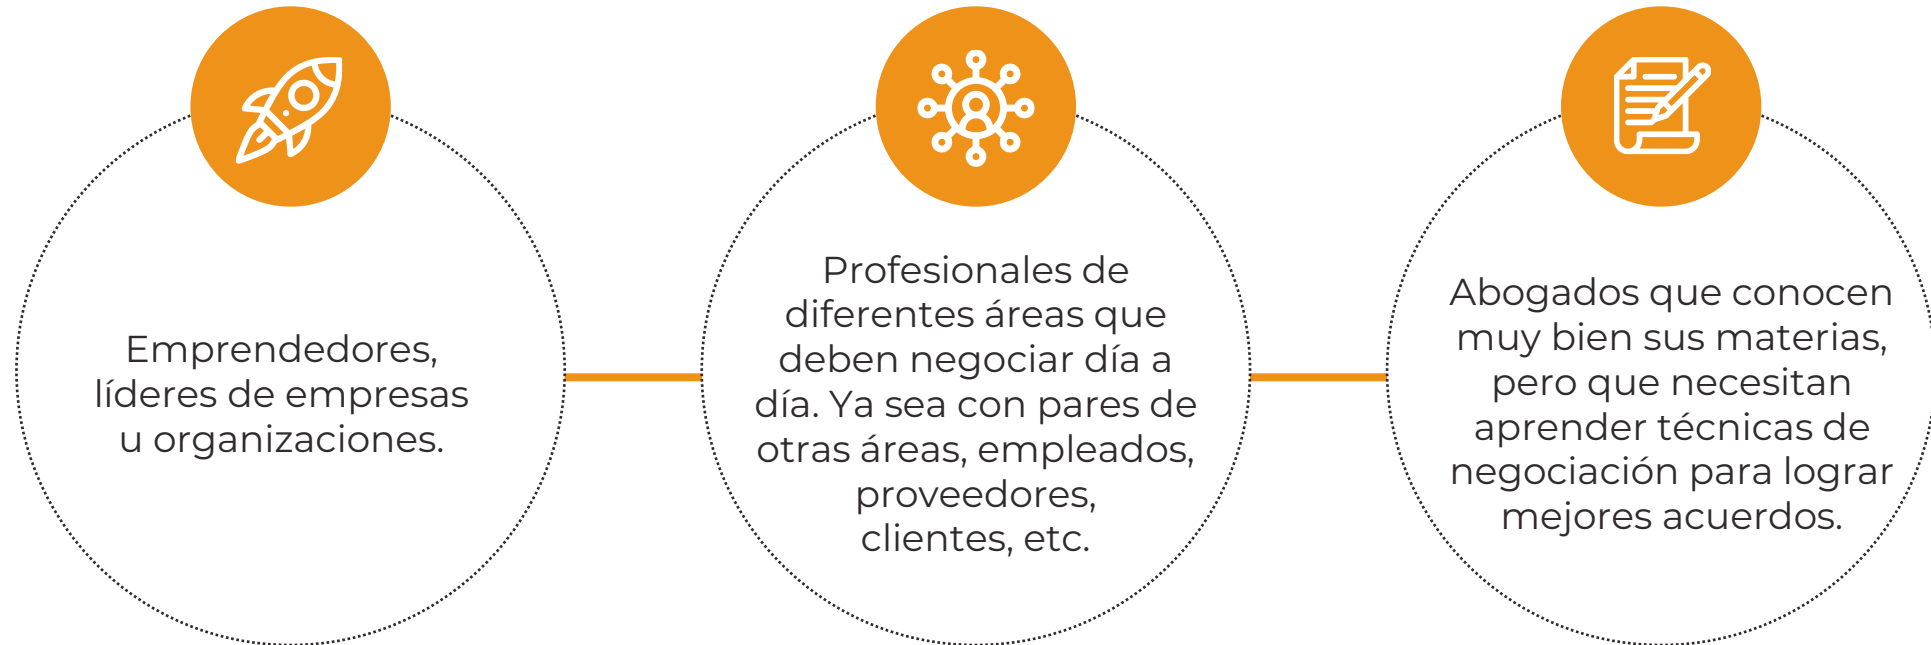 Emprendedores,
líderes de empresas
u organizaciones.
Profesionales de
diferentes áreas que
deben negociar día a
día. Ya sea con pares de
otras áreas, empleados,
proveedores,
clientes, etc.
Abogados que conocen
muy bien sus materias,
pero que necesitan
aprender técnicas de
negociación para lograr
mejores acuerdos.